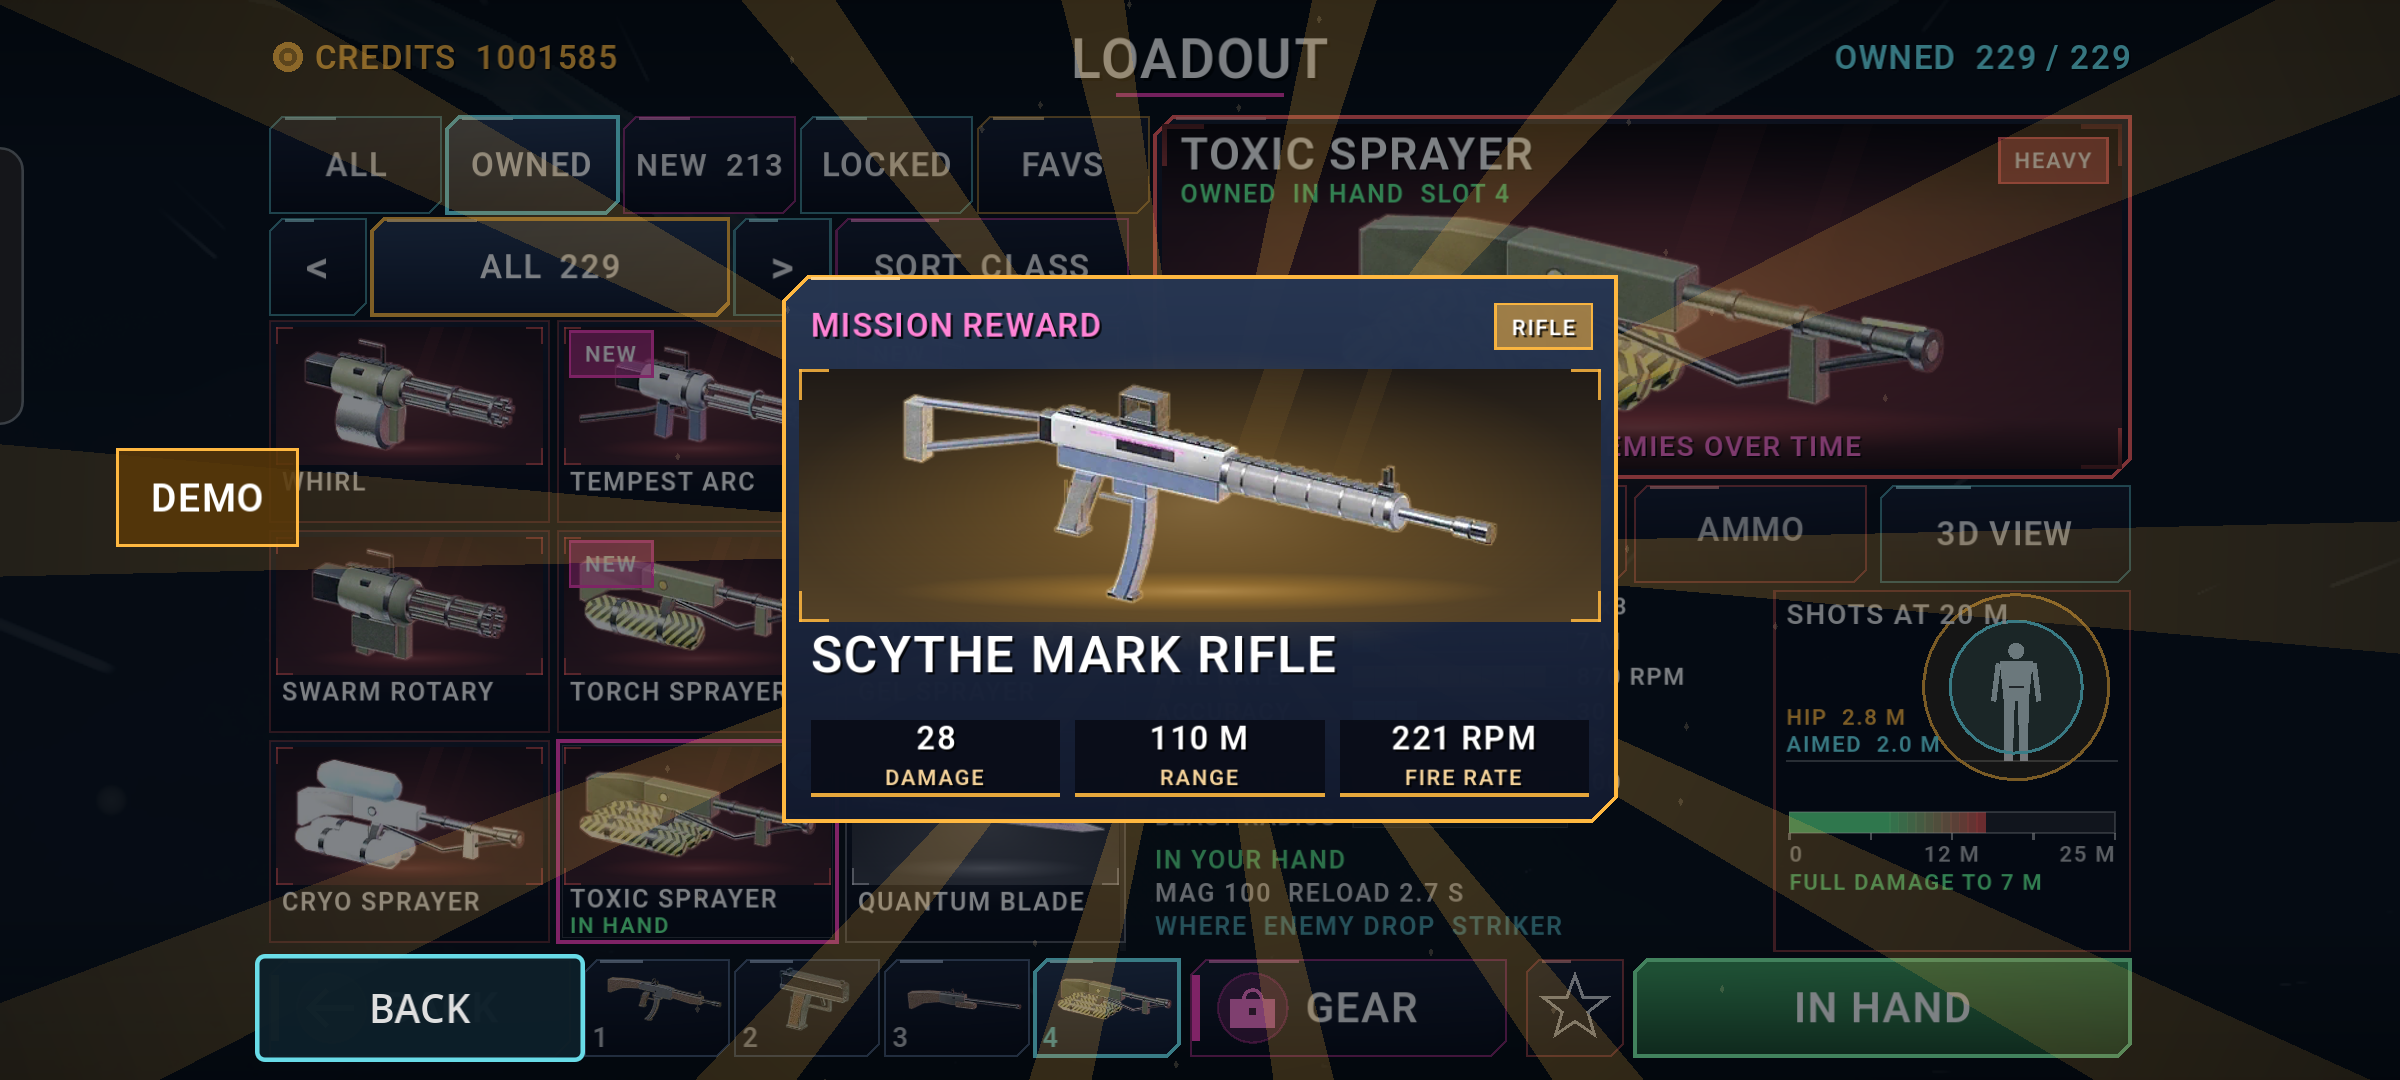 CREDITS 1001585
LOADOUT
OWNED 229 / 229
ALL
OWNED
NEW 213
LOCKED
FAVS
<
ALL 229
>
SORT CLASS
TOXIC SPRAYER
HEAVY
OWNED IN HAND SLOT 4
MISSION REWARD
RIFLE
SCYTHE MARK RIFLE
28
DAMAGE
110 M
RANGE
221 RPM
FIRE RATE
DEMO
WHIRL
NEW
TEMPEST ARC
SWARM ROTARY
NEW
TORCH SPRAYER
CRYO SPRAYER
TOXIC SPRAYER
IN HAND
QUANTUM BLADE
OVER TIME
AMMO
3D VIEW
RPM
SHOTS AT 20 M
HIP 2.8 M
AIMED 2.0 M
0
12 M
25 M
FULL DAMAGE TO 7 M
IN YOUR HAND
MAG 100 RELOAD 2.7 S
WHERE ENEMY DROP STRIKER
BACK
1
2
3
4
GEAR
IN HAND